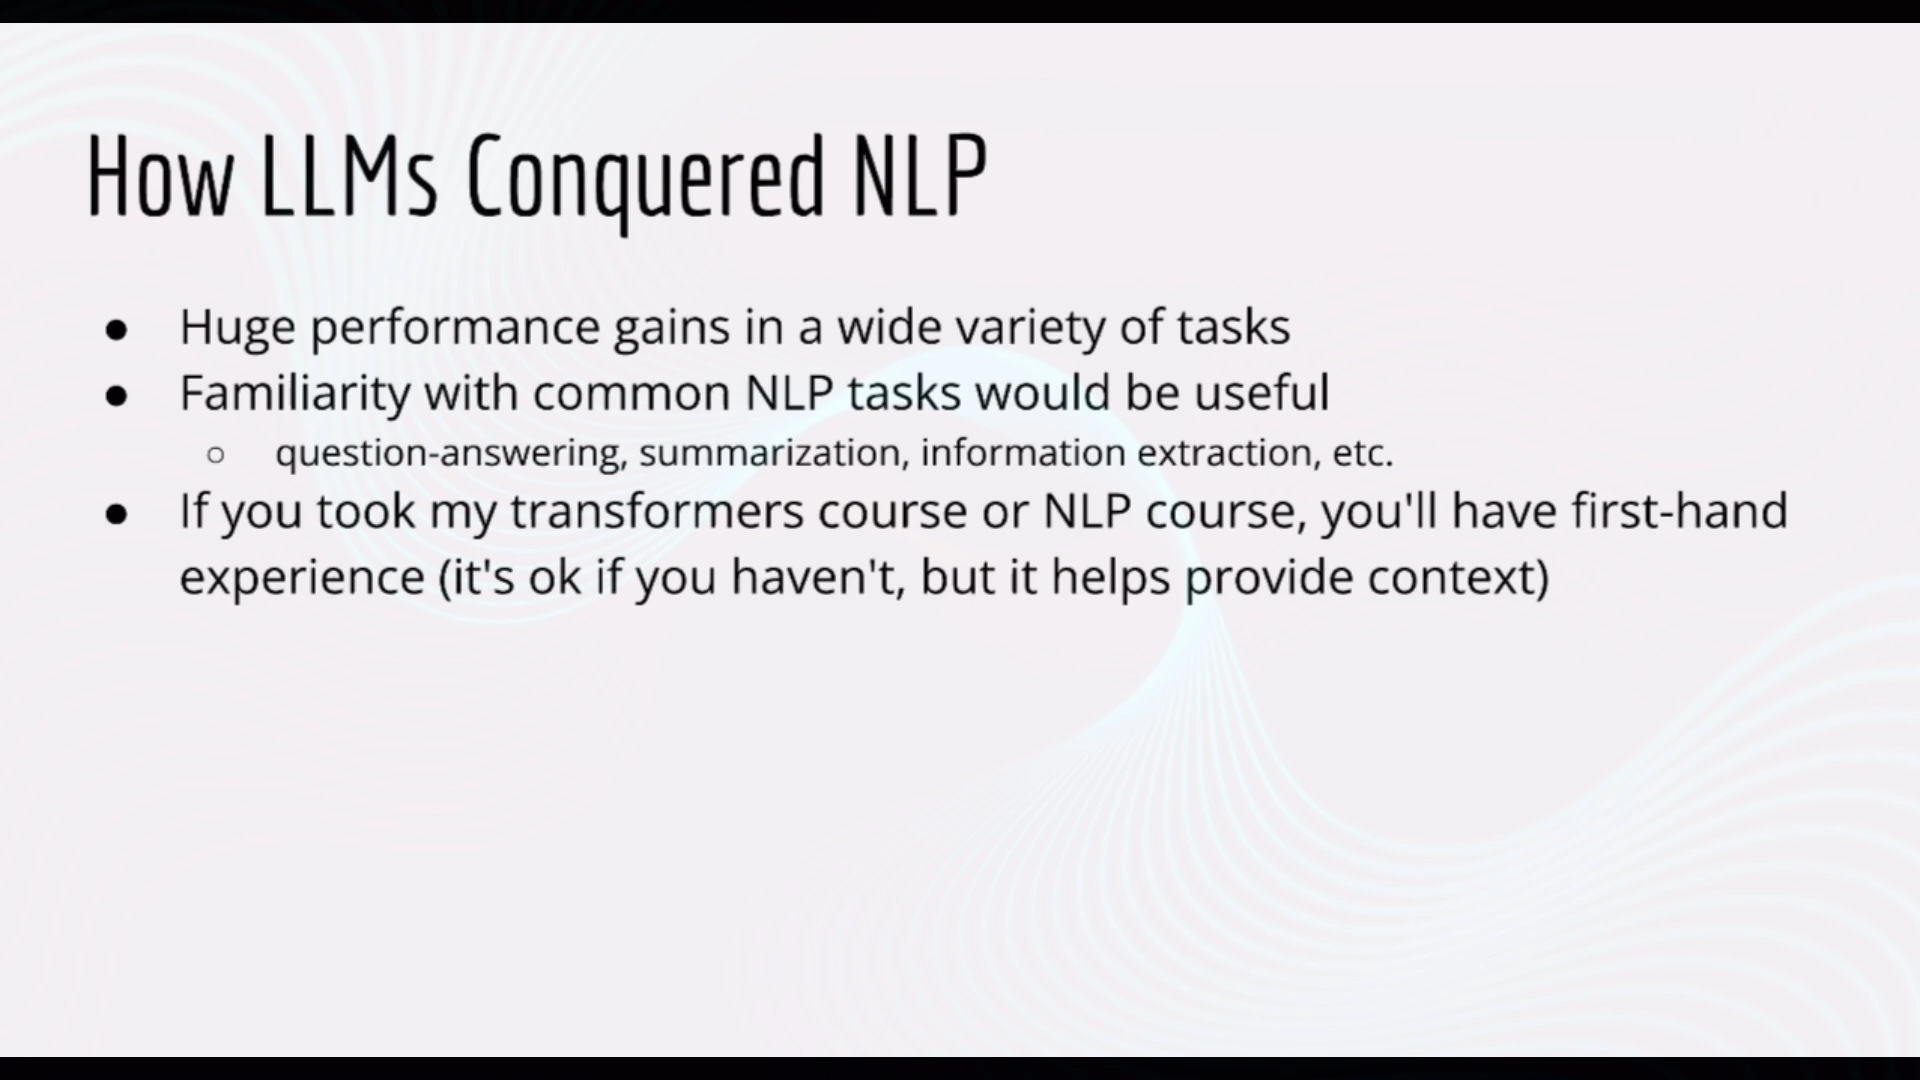 How LLMs Conquered NLP
● Huge performance gains in a wide variety of tasks
● Familiarity with common NLP tasks would be useful
○ question-answering, summarization, information extraction, etc.
● If you took my transformers course or NLP course, you'll have first-hand
experience (it's ok if you haven't, but it helps provide context)